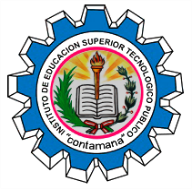 INSTITUTO DE EDUCACION SUPERIOR TECNOLOGICO PUBLICO
"contamana"